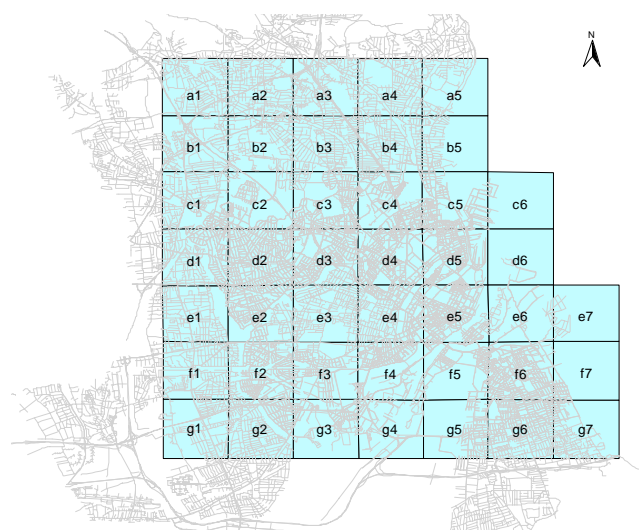 N
a1 a2 a3 a4 a5
b1 b2 b3 b4 b5
c1 c2 c3 c4 c5 c6
d1 d2 d3 d4 d5 d6
e1 e2 e3 e4 e5 e6 e7
f1 f2 f3 f4 f5 f6 f7
g1 g2 g3 g4 g5 g6 g7